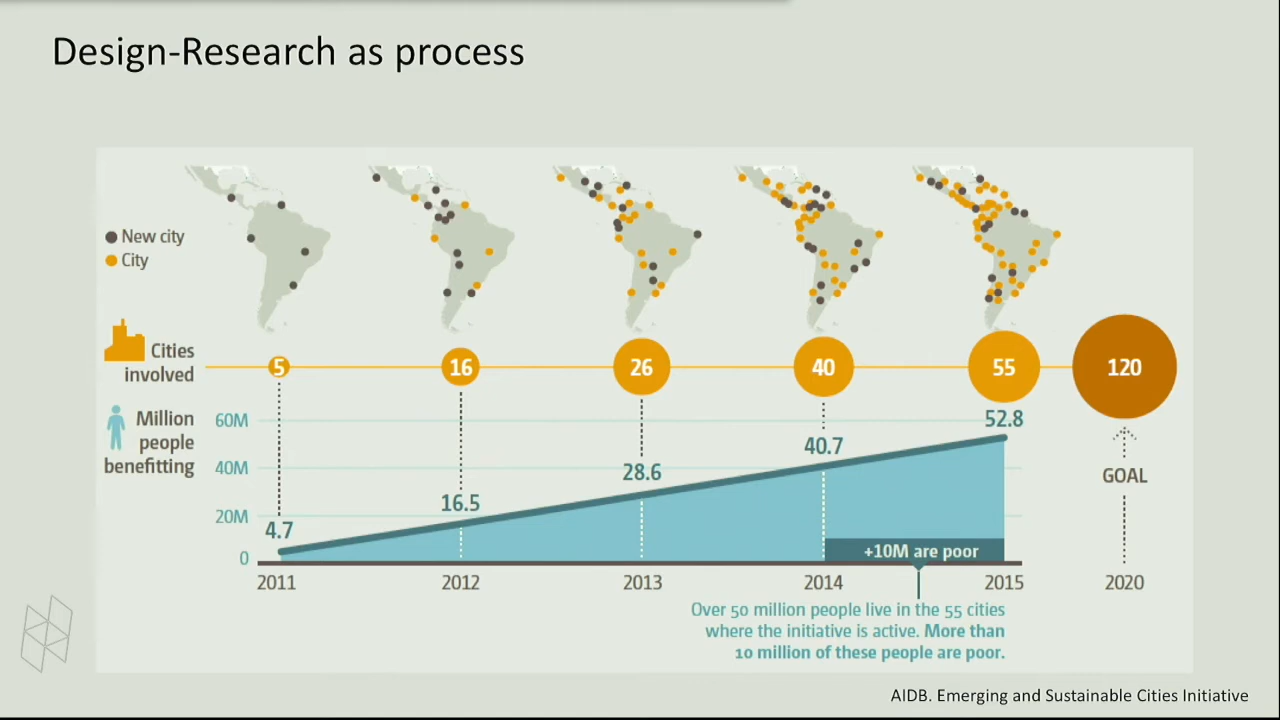 Design-Research as process
New city
City
Cities
involved
5
16
26
40
55
120
Million
people
benefitting
60M
40M
20M
0
4.7
16.5
28.6
40.7
52.8
GOAL
+10M are poor
2011
2012
2013
2014
2015
2020
Over 50 million people live in the 55 cities
where the initiative is active. More than
10 million of these people are poor.
AIDB. Emerging and Sustainable Cities Initiative